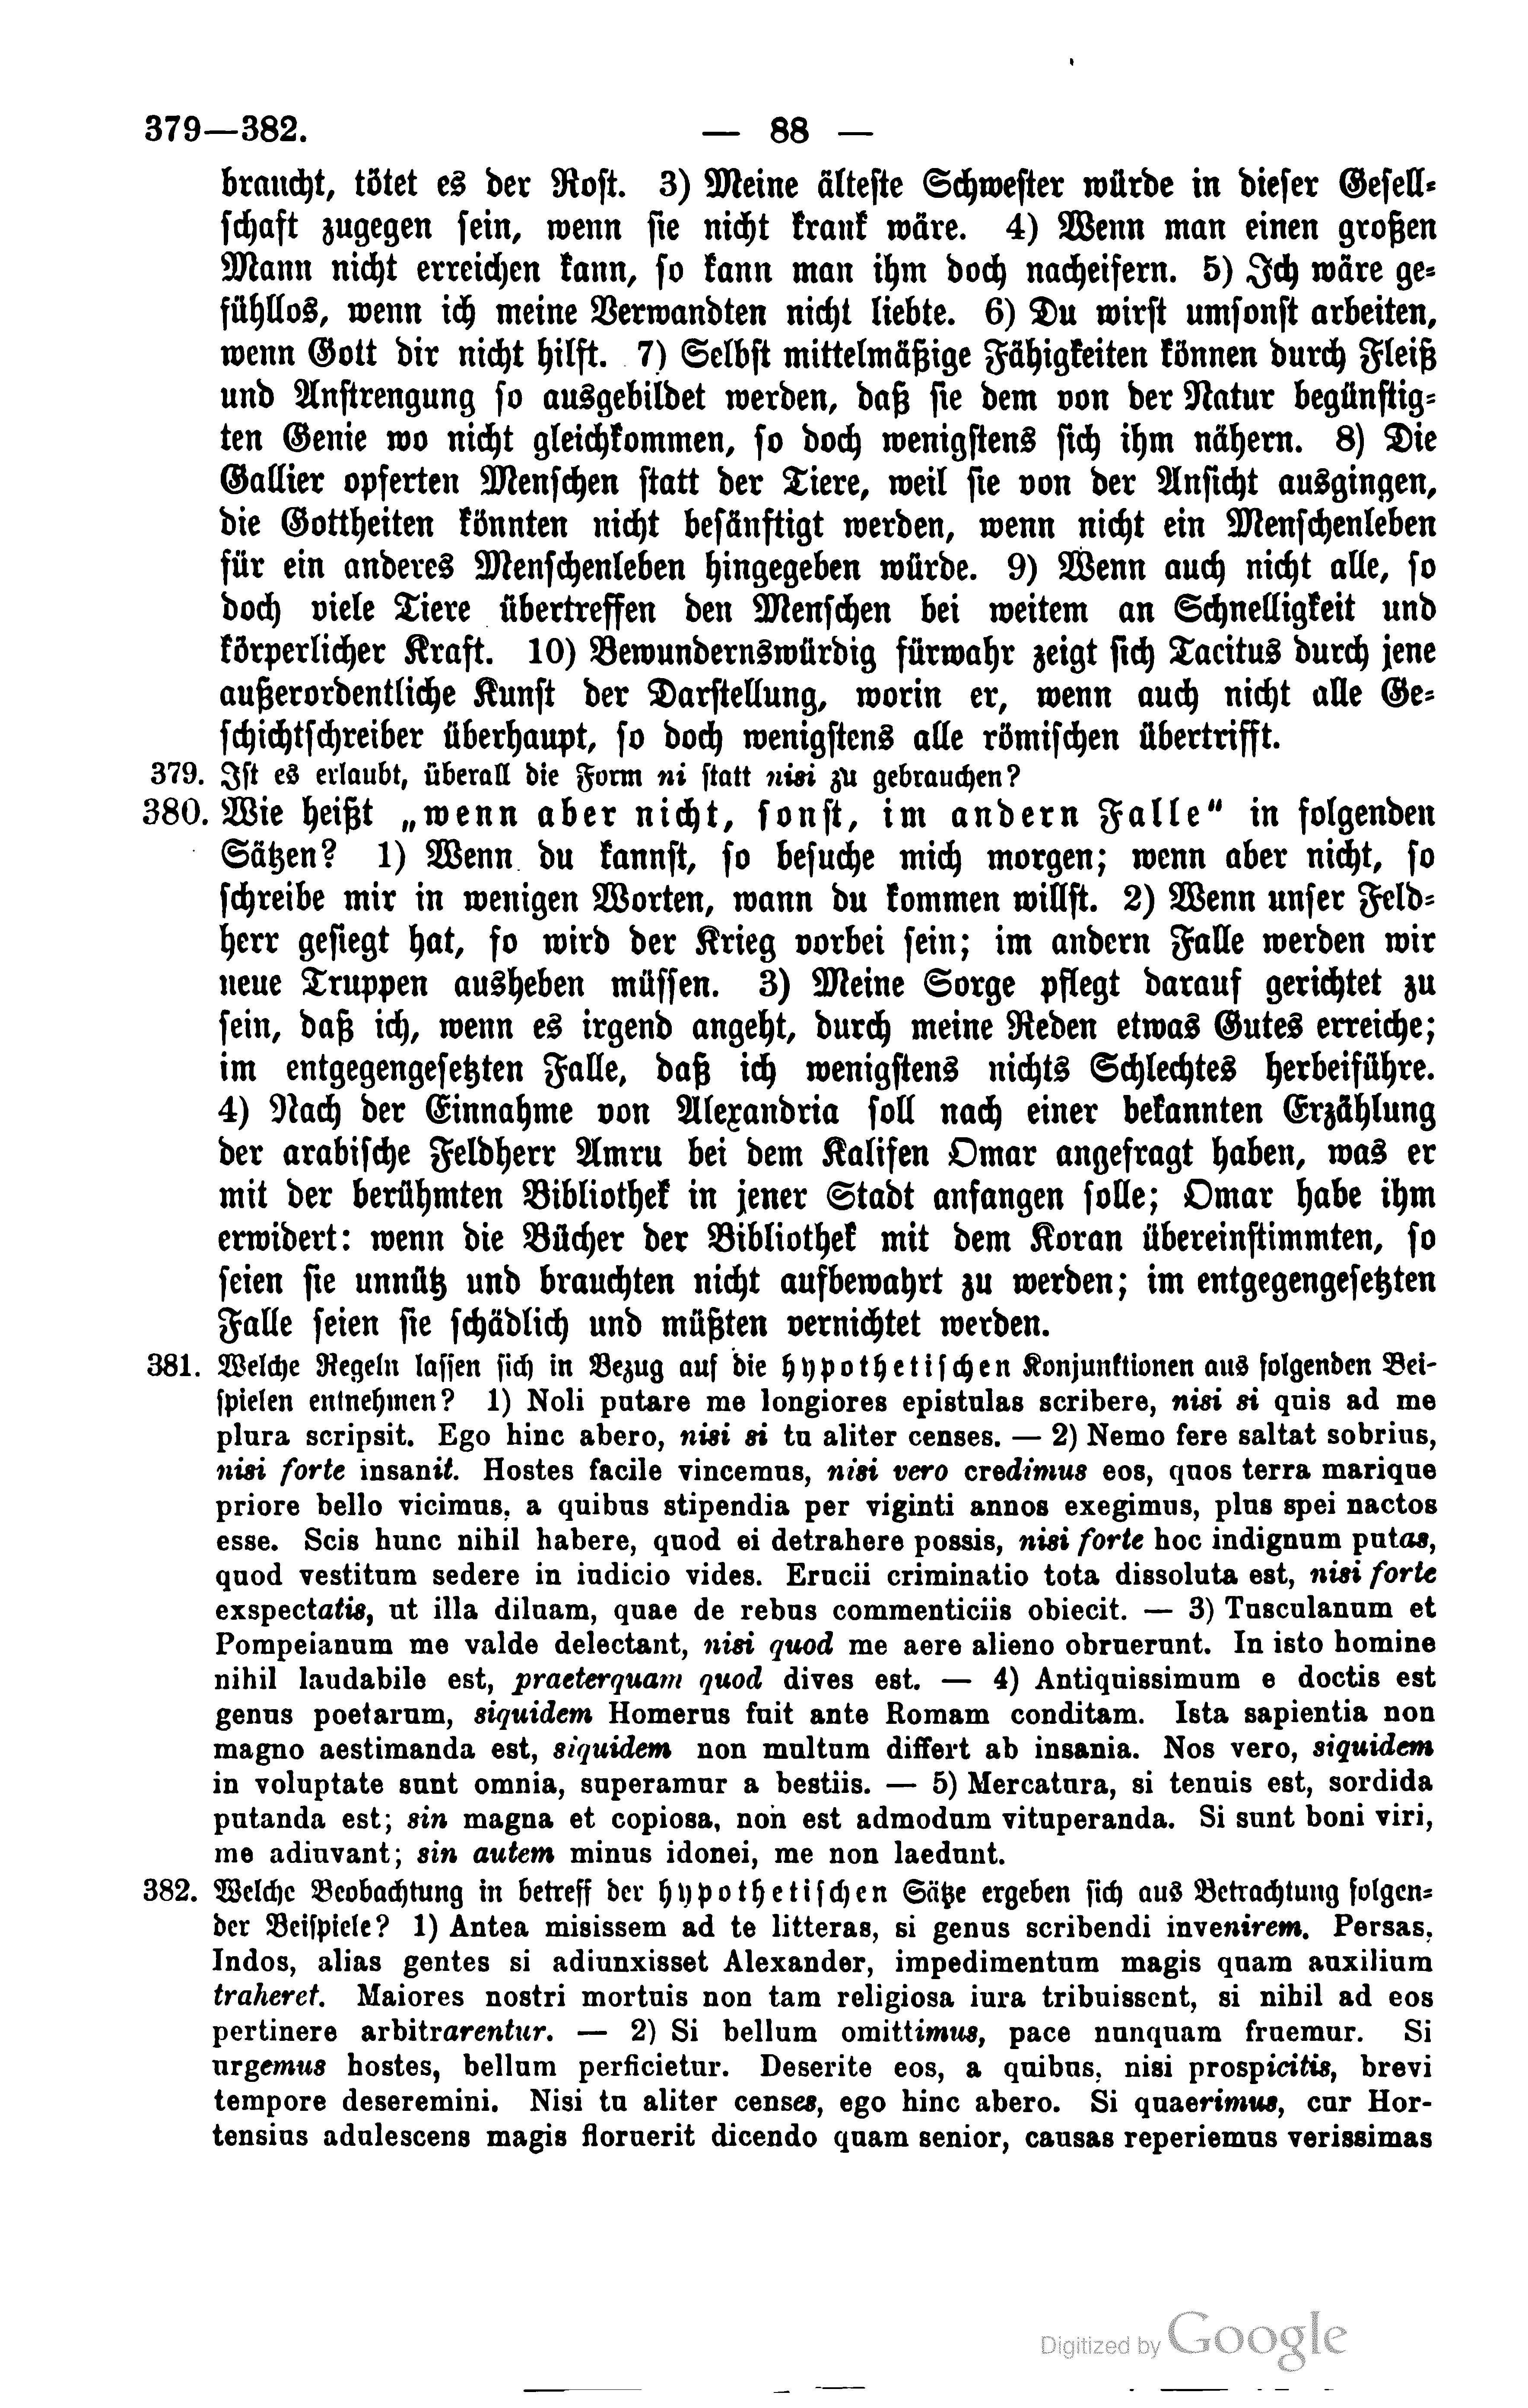 379—382. — 88 —
braucht, tötet es der Rost. 3) Meine älteste Schwester würde in dieser Gesell-
schaft zugegen sein, wenn sie nicht krank wäre. 4) Wenn man einen großen
Mann nicht erreichen kann, so kann man ihm doch nacheifern. 5) Ich wäre ge-
fühllos, wenn ich meine Verwandten nicht liebte. 6) Du wirst umsonst arbeiten,
wenn Gott dir nicht hilft. 7) Selbst mittelmäßige Fähigkeiten können durch Fleiß
und Anstrengung so ausgebildet werden, daß sie dem von der Natur begünstig-
ten Genie wo nicht gleichkommen, so doch wenigstens sich ihm nähern. 8) Die
Gallier opferten Menschen statt der Tiere, weil sie von der Ansicht ausgingen,
die Gottheiten könnten nicht besänftigt werden, wenn nicht ein Menschenleben
für ein anderes Menschenleben hingegeben würde. 9) Wenn auch nicht alle, so
doch viele Tiere übertreffen den Menschen bei weitem an Schnelligkeit und
körperlicher Kraft. 10) Bewundernswürdig fürwahr zeigt sich Tacitus durch jene
außerordentliche Kunst der Darstellung, worin er, wenn auch nicht alle Ge-
schichtschreiber überhaupt, so doch wenigstens alle römischen übertrifft.
379. Ist es erlaubt, überall die Form ni statt nisi zu gebrauchen?
380. Wie heißt „wenn aber nicht, sonst, im andern Falle" in folgenden
Sätzen? 1) Wenn du kannst, so besuche mich morgen; wenn aber nicht, so
schreibe mir in wenigen Worten, wann du kommen willst. 2) Wenn unser Feld-
herr gesiegt hat, so wird der Krieg vorbei sein; im andern Falle werden wir
neue Truppen ausheben müssen. 3) Meine Sorge pflegt darauf gerichtet zu
sein, daß ich, wenn es irgend angeht, durch meine Reden etwas Gutes erreiche;
im entgegengesetzten Falle, daß ich wenigstens nichts Schlechtes herbeiführe.
4) Nach der Einnahme von Alexandria soll nach einer bekannten Erzählung
der arabische Feldherr Amru bei dem Kalifen Omar angefragt haben, was er
mit der berühmten Bibliothek in jener Stadt anfangen solle; Omar habe ihm
erwidert: wenn die Bücher der Bibliothek mit dem Koran übereinstimmten, so
seien sie unnütz und brauchten nicht aufbewahrt zu werden; im entgegengesetzten
Falle seien sie schädlich und müßten vernichtet werden.
381. Welche Regeln lassen sich in Bezug auf die hypothetischen Konjunktionen aus folgenden Bei-
spielen entnehmen? 1) Noli putare me longiores epistulas scribere, nisi si quis ad me
plura scripsit. Ego hinc abero, nisi si tu aliter censes. — 2) Nemo fere saltat sobrius,
nisi forte insanit. Hostes facile vincemus, nisi vero credimus eos, quos terra marique
priore bello vicimus, a quibus stipendia per viginti annos exegimus, plus spei nactos
esse. Scis hunc nihil habere, quod ei detrahere possis, nisi forte hoc indignum putas,
quod vestitum sedere in iudicio vides. Erucii criminatio tota dissoluta est, nisi forte
exspectatis, ut illa diluam, quae de rebus commenticiis obiecit. — 3) Tusculanum et
Pompeianum me valde delectant, nisi quod me aere alieno obruerunt. In isto homine
nihil laudabile est, praeterquam quod dives est. — 4) Antiquissimum e doctis est
genus poetarum, siquidem Homerus fuit ante Romam conditam. Ista sapientia non
magno aestimanda est, siquidem non multum differt ab insania. Nos vero, siquidem
in voluptate sunt omnia, superamur a bestiis. — 5) Mercatura, si tenuis est, sordida
putanda est; sin magna et copiosa, non est admodum vituperanda. Si sunt boni viri,
me adiuvant; sin autem minus idonei, me non laedunt.
382. Welche Beobachtung in betreff der hypothetischen Sätze ergeben sich aus Betrachtung folgen-
der Beispiele? 1) Antea misissem ad te litteras, si genus scribendi invenirem. Persas,
Indos, alias gentes si adiunxisset Alexander, impedimentum magis quam auxilium
traheret. Maiores nostri mortuis non tam religiosa iura tribuissent, si nihil ad eos
pertinere arbitrarentur. — 2) Si bellum omittimus, pace nunquam fruemur. Si
urgemus hostes, bellum perficietur. Deserite eos, a quibus, nisi prospicitis, brevi
tempore deseremini. Nisi tu aliter censes, ego hinc abero. Si quaerimus, cur Hor-
tensius adulescens magis floruerit dicendo quam senior, causas reperiemus verissimas
Digitized by Google